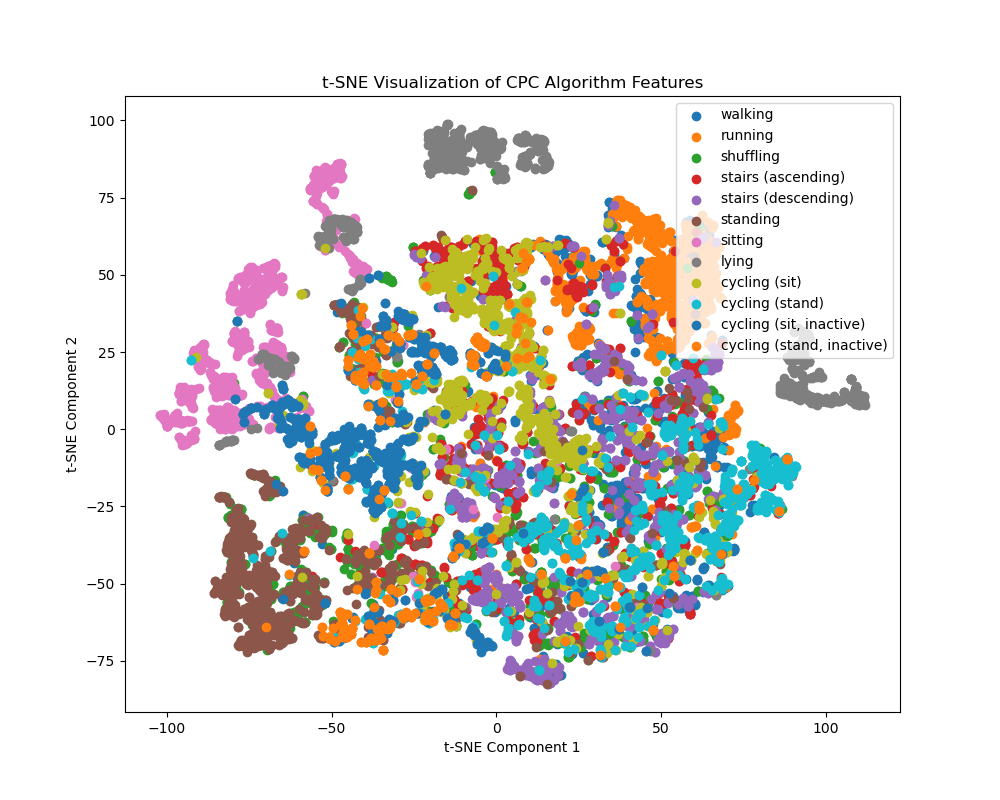 t-SNE Visualization of CPC Algorithm Features
t-SNE Component 2
100
75
50
25
0
−25
−50
−75
walking
running
shuffling
stairs (ascending)
stairs (descending)
standing
sitting
lying
cycling (sit)
cycling (stand)
cycling (sit, inactive)
cycling (stand, inactive)
−100
−50
0
50
100
t-SNE Component 1